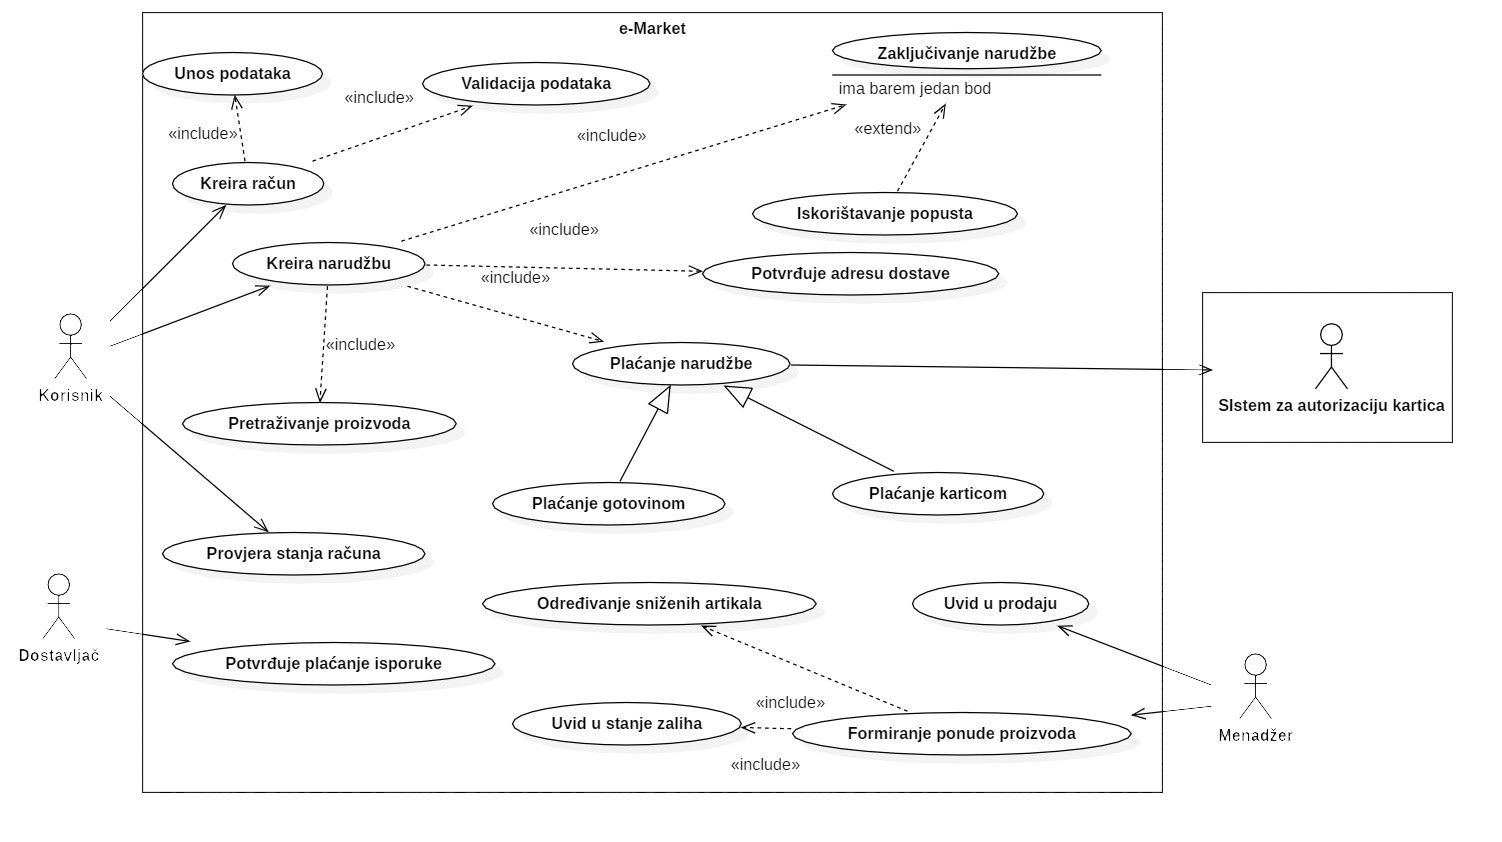 e-Market
Zaključivanje narudžbe
Unos podataka
Validacija podataka
ima barem jedan bod
«include»
«extend»
«include»
«include»
Kreira račun
Iskorištavanje popusta
«include»
Kreira narudžbu
Potvrđuje adresu dostave
«include»
«include»
Plaćanje narudžbe
Korisnik
SIstem za autorizaciju kartica
Pretraživanje proizvoda
Plaćanje gotovinom
Plaćanje karticom
Provjera stanja računa
Određivanje sniženih artikala
Uvid u prodaju
Dostavljač
Potvrđuje plaćanje isporuke
«include»
Uvid u stanje zaliha
Formiranje ponude proizvoda
Menadžer
«include»